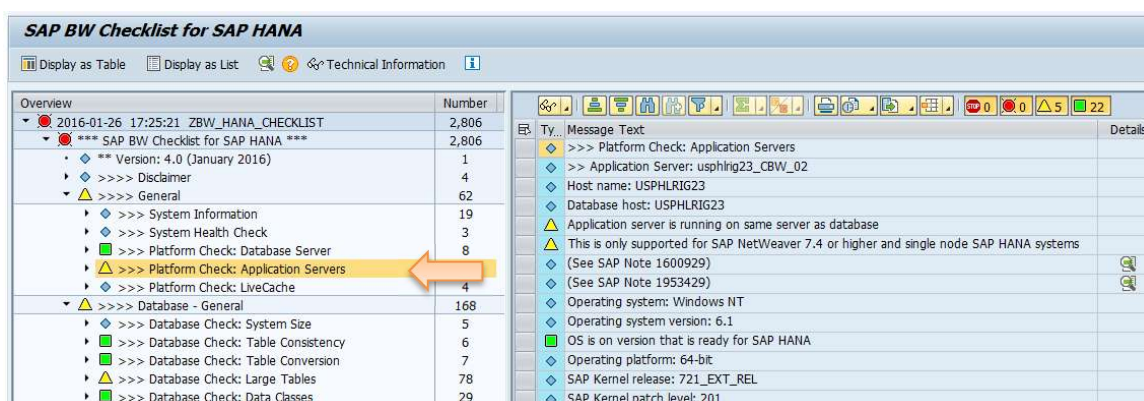 SAP BW Checklist for SAP HANA
Display as Table Display as List Technical Information
Overview Number
2016-01-26 17:25:21 ZBW_HANA_CHECKLIST 2,806
*** SAP BW Checklist for SAP HANA *** 2,806
** Version: 4.0 (January 2016) 1
>>>> Disclaimer 4
>>>> General 62
>>> System Information 19
>>> System Health Check 3
>>> Platform Check: Database Server 8
>>> Platform Check: Application Servers
>>> Platform Check: LiveCache 4
>>>> Database - General 168
>>> Database Check: System Size 5
>>> Database Check: Table Consistency 6
>>> Database Check: Table Conversion 7
>>> Database Check: Large Tables 78
>>> Database Check: Data Classes 29
STOP 0 0 5 22
Ty... Message Text Details
>>> Platform Check: Application Servers
>> Application Server: usphlrig23_CBW_02
Host name: USPHLRIG23
Database host: USPHLRIG23
Application server is running on same server as database
This is only supported for SAP NetWeaver 7.4 or higher and single node SAP HANA systems
(See SAP Note 1600929)
(See SAP Note 1953429)
Operating system: Windows NT
Operating system version: 6.1
OS is on version that is ready for SAP HANA
Operating platform: 64-bit
SAP Kernel release: 721_EXT_REL
SAP Kernel patch level: 201